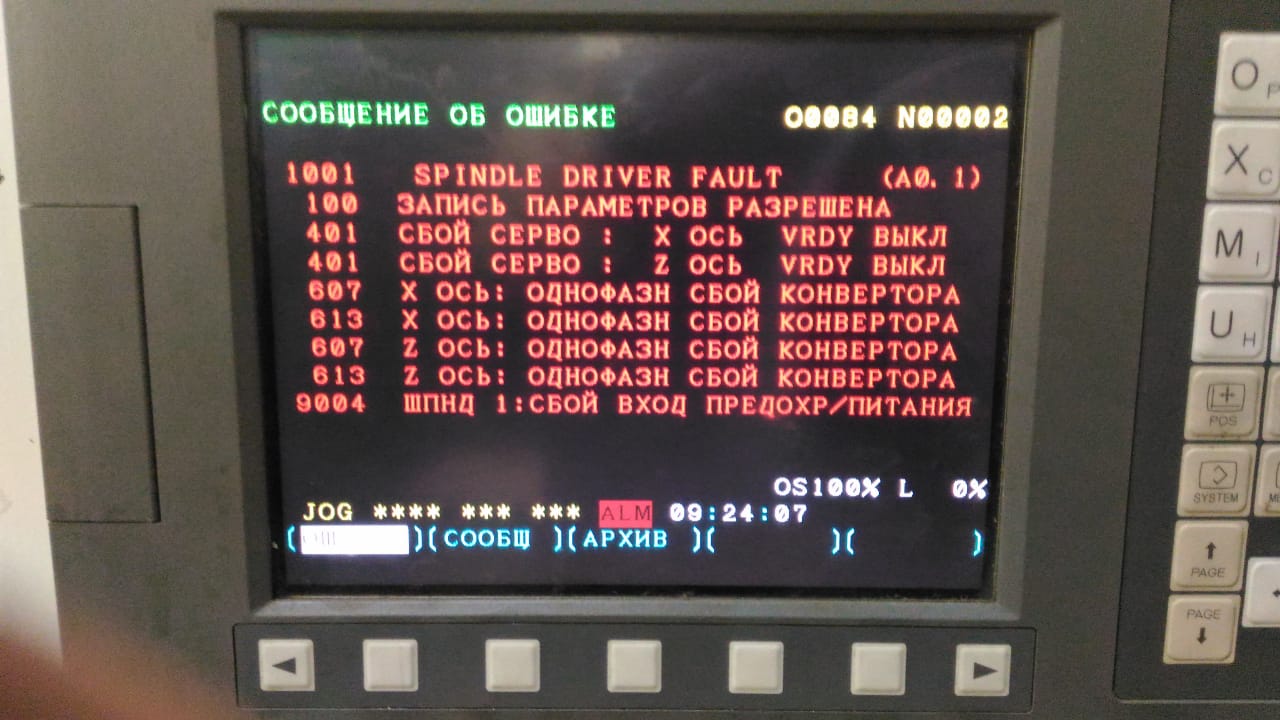 СООБЩЕНИЕ ОБ ОШИБКЕ O0084 N00002
1001 SPINDLE DRIVER FAULT (A0.1)
100 ЗАПИСЬ ПАРАМЕТРОВ РАЗРЕШЕНА
401 СБОЙ СЕРВО : X ОСЬ VRDY ВЫКЛ
401 СБОЙ СЕРВО : Z ОСЬ VRDY ВЫКЛ
607 X ОСЬ: ОДНОФАЗН СБОЙ КОНВЕРТОРА
613 X ОСЬ: ОДНОФАЗН СБОЙ КОНВЕРТОРА
607 Z ОСЬ: ОДНОФАЗН СБОЙ КОНВЕРТОРА
613 Z ОСЬ: ОДНОФАЗН СБОЙ КОНВЕРТОРА
9004 ШПНД 1:СБОЙ ВХОД ПРЕДОХР/ПИТАНИЯ
OS100% L 0%
JOG **** *** *** ALM 09:24:07
( )(СООБЩ )(АРХИВ )( )( )
O P
X C
M I
U H
POS
SYSTEM
PAGE
PAGE